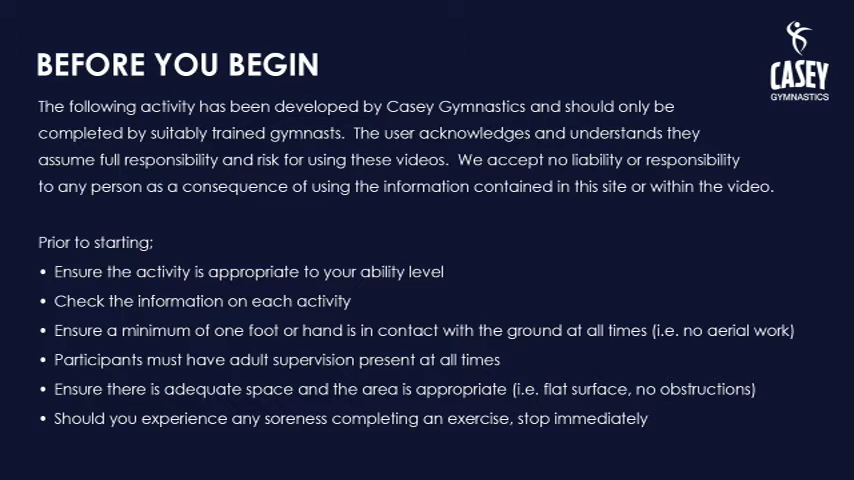 CASEY
GYMNASTICS
BEFORE YOU BEGIN
The following activity has been developed by Casey Gymnastics and should only be
completed by suitably trained gymnasts.  The user acknowledges and understands they
assume full responsibility and risk for using these videos.  We accept no liability or responsibility
to any person as a consequence of using the information contained in this site or within the video.
Prior to starting;
• Ensure the activity is appropriate to your ability level
• Check the information on each activity
• Ensure a minimum of one foot or hand is in contact with the ground at all times (i.e. no aerial work)
• Participants must have adult supervision present at all times
• Ensure there is adequate space and the area is appropriate (i.e. flat surface, no obstructions)
• Should you experience any soreness completing an exercise, stop immediately